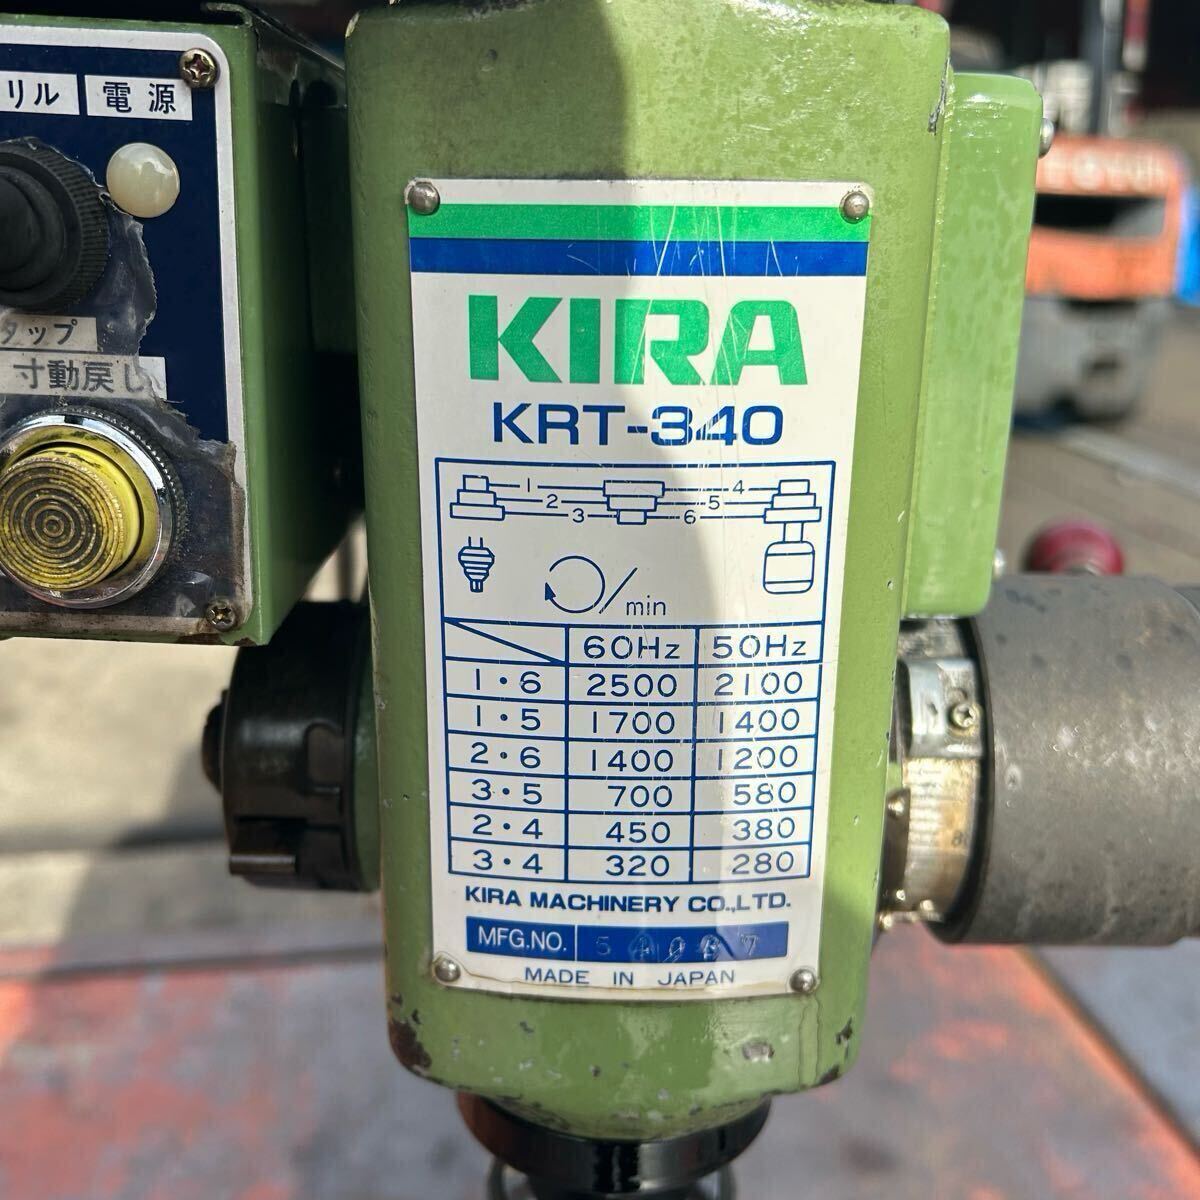 リル 電源
タップ
寸動戻し
KIRA
KRT-340
1 4
2 5
3 6
/min
60Hz 50Hz
1・6 2500 2100
1・5 1700 1400
2・6 1400 1200
3・5 700 580
2・4 450 380
3・4 320 280
KIRA MACHINERY CO.,LTD.
MFG.NO.
MADE IN JAPAN